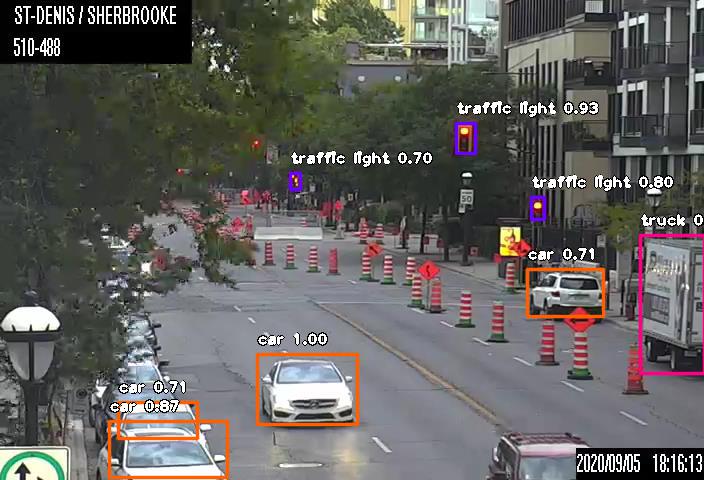 ST-DENIS / SHERBROOKE
510-488
traffic light 0.93
traffic light 0.70
traffic light 0.80
truck 0
50
car 0.71
car 1.00
car 0.71
car 0.87
2020/09/05 18:16:13